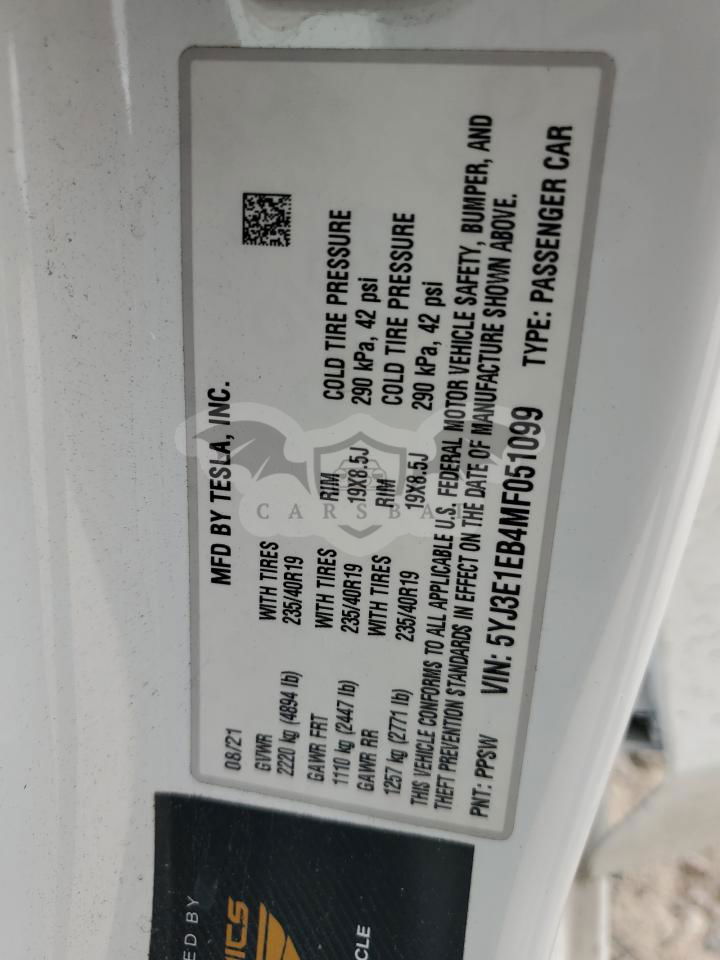 MFD BY TESLA, INC.
08/21
GVWR WITH TIRES
2220 kg (4894 lb) 235/40R19
GAWR FRT WITH TIRES RIM COLD TIRE PRESSURE
1110 kg (2447 lb) 235/40R19 19X8.5J 290 kPa, 42 psi
GAWR RR WITH TIRES RIM COLD TIRE PRESSURE
1257 kg (2771 lb) 235/40R19 19X8.5J 290 kPa, 42 psi
THIS VEHICLE CONFORMS TO ALL APPLICABLE U.S. FEDERAL MOTOR VEHICLE SAFETY, BUMPER, AND
THEFT PREVENTION STANDARDS IN EFFECT ON THE DATE OF MANUFACTURE SHOWN ABOVE.
PNT: PPSW VIN: 5YJ3E1EB4MF051099 TYPE: PASSENGER CAR
CARSBAT
BY